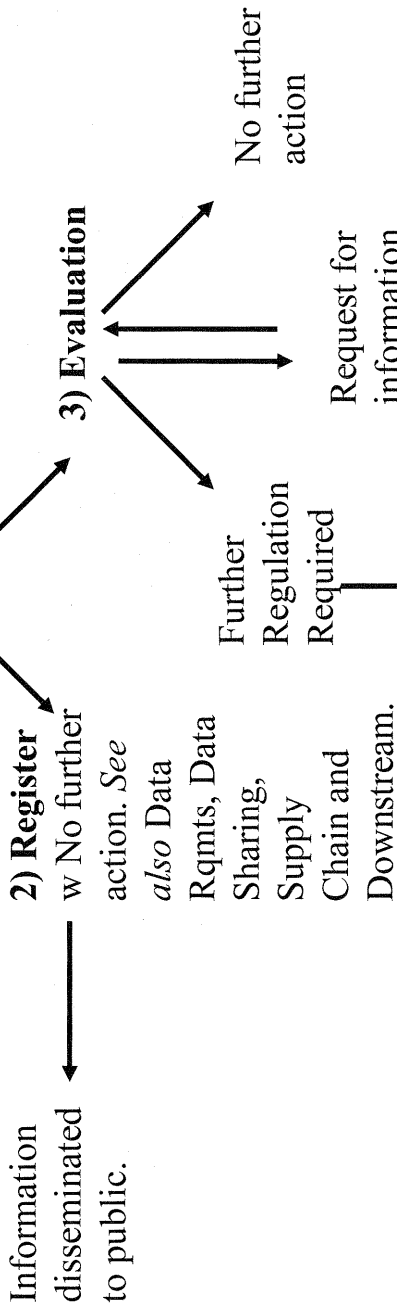 Information
disseminated
to public.
2) Register
w No further
action. See
also Data
Rqmts, Data
Sharing,
Supply
Chain and
Downstream.
3) Evaluation
Further
Regulation
Required
Request for
information
No further
action